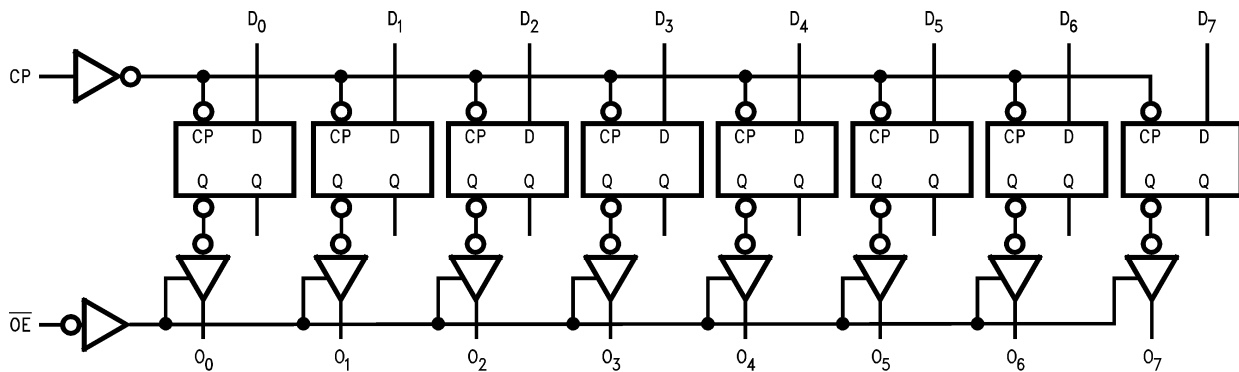 D0 D1 D2 D3 D4 D5 D6 D7
CP
CP D CP D CP D CP D CP D CP D CP D CP D
Q Q Q Q Q Q Q Q Q Q Q Q Q Q Q Q
O̅E̅
O0 O1 O2 O3 O4 O5 O6 O7